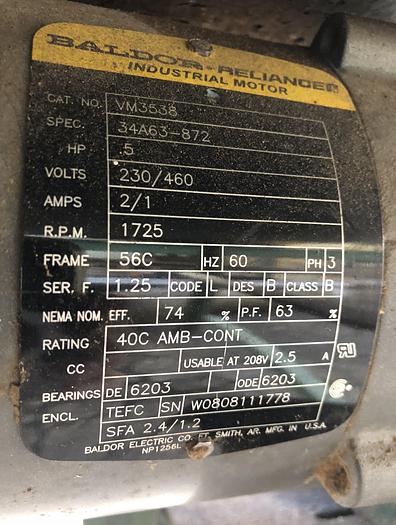 BALDOR·RELIANCER
INDUSTRIAL MOTOR
CAT. NO. VM3538
SPEC. 34A63-872
HP .5
VOLTS 230/460
AMPS 2/1
R.P.M. 1725
FRAME 56C HZ 60 PH 3
SER. F. 1.25 CODE L DES B CLASS B
NEMA NOM. EFF. 74 % P.F. 63 %
RATING 40C AMB-CONT
CC USABLE AT 208V 2.5 A
BEARINGS DE 6203 ODE 6203
ENCL. TEFC SN W0808111778
SFA 2.4/1.2
BALDOR ELECTRIC CO. FT. SMITH, AR. MFG. IN U.S.A.
NP1256L